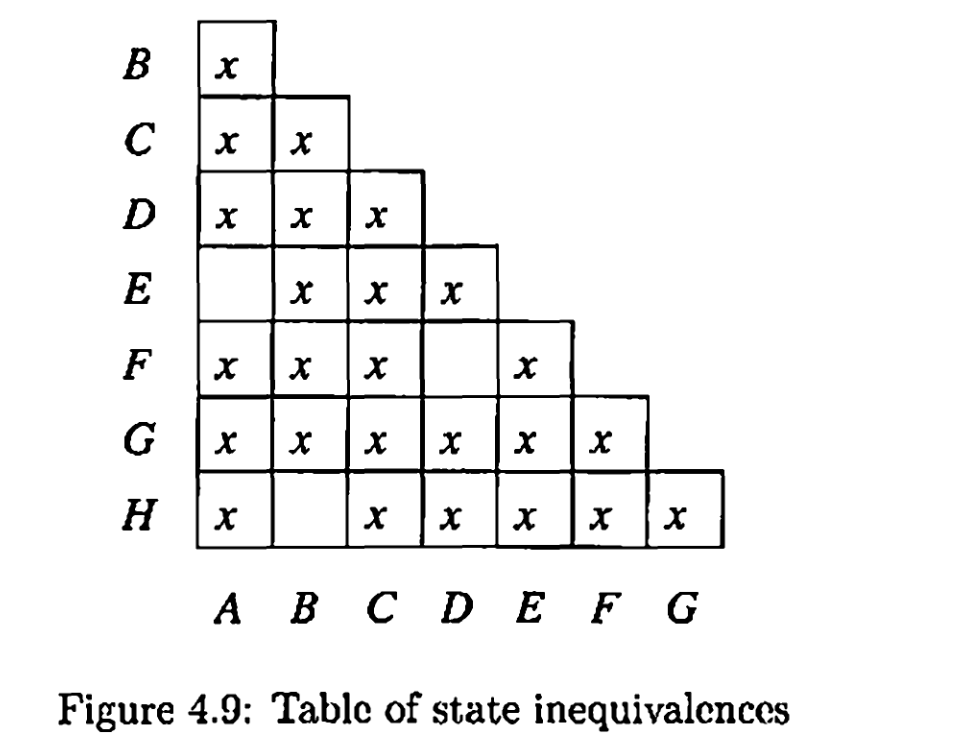 B x
C x x
D x x x
E x x x
F x x x x
G x x x x x x
H x x x x x x
A B C D E F G
Figure 4.9: Table of state inequivalences